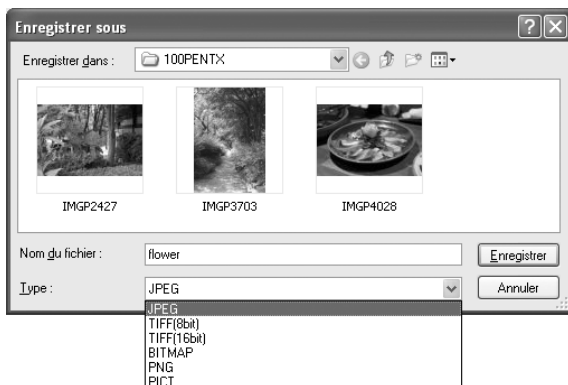 Enregistrer sous
Enregistrer dans :
100PENTX
IMGP2427
IMGP3703
IMGP4028
Nom du fichier :
flower
Enregistrer
Type :
JPEG
Annuler
JPEG
TIFF(8bit)
TIFF(16bit)
BITMAP
PNG
PICT